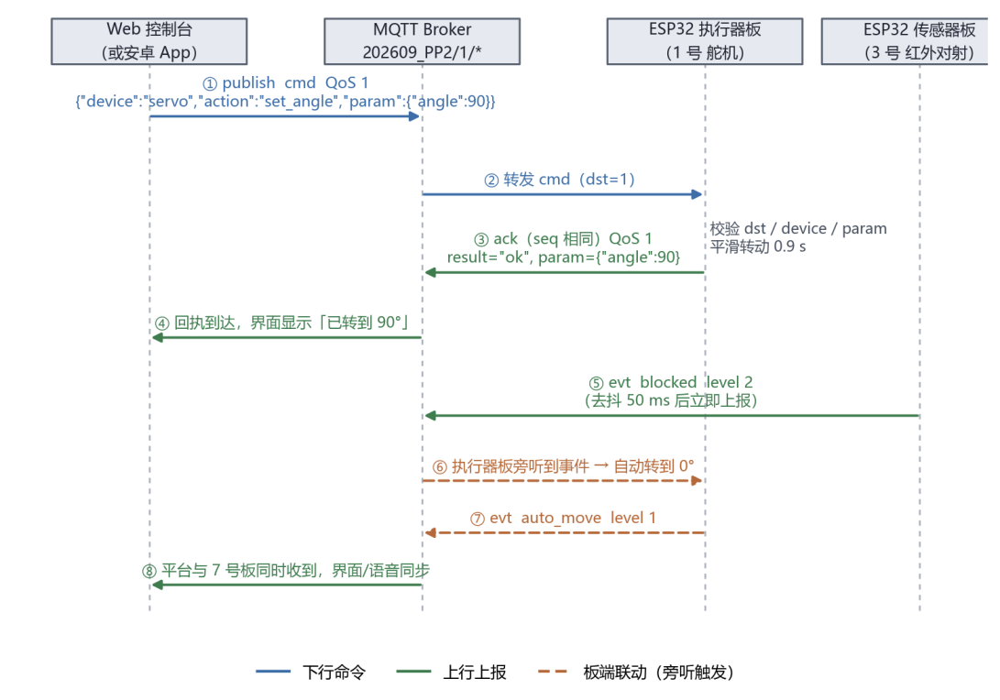 Web 控制台
（或安卓 App）
MQTT Broker
202609_PP2/1/*
ESP32 执行器板
（1 号 舵机）
ESP32 传感器板
（3 号 红外对射）
① publish  cmd  QoS 1
{"device":"servo","action":"set_angle","param":{"angle":90}}
② 转发 cmd（dst=1）
校验 dst / device / param
平滑转动 0.9 s
③ ack（seq 相同）QoS 1
result="ok", param={"angle":90}
④ 回执到达，界面显示「已转到 90°」
⑤ evt  blocked  level 2
（去抖 50 ms 后立即上报）
⑥ 执行器板旁听到事件 → 自动转到 0°
⑦ evt  auto_move  level 1
⑧ 平台与 7 号板同时收到，界面/语音同步
下行命令
上行上报
板端联动（旁听触发）